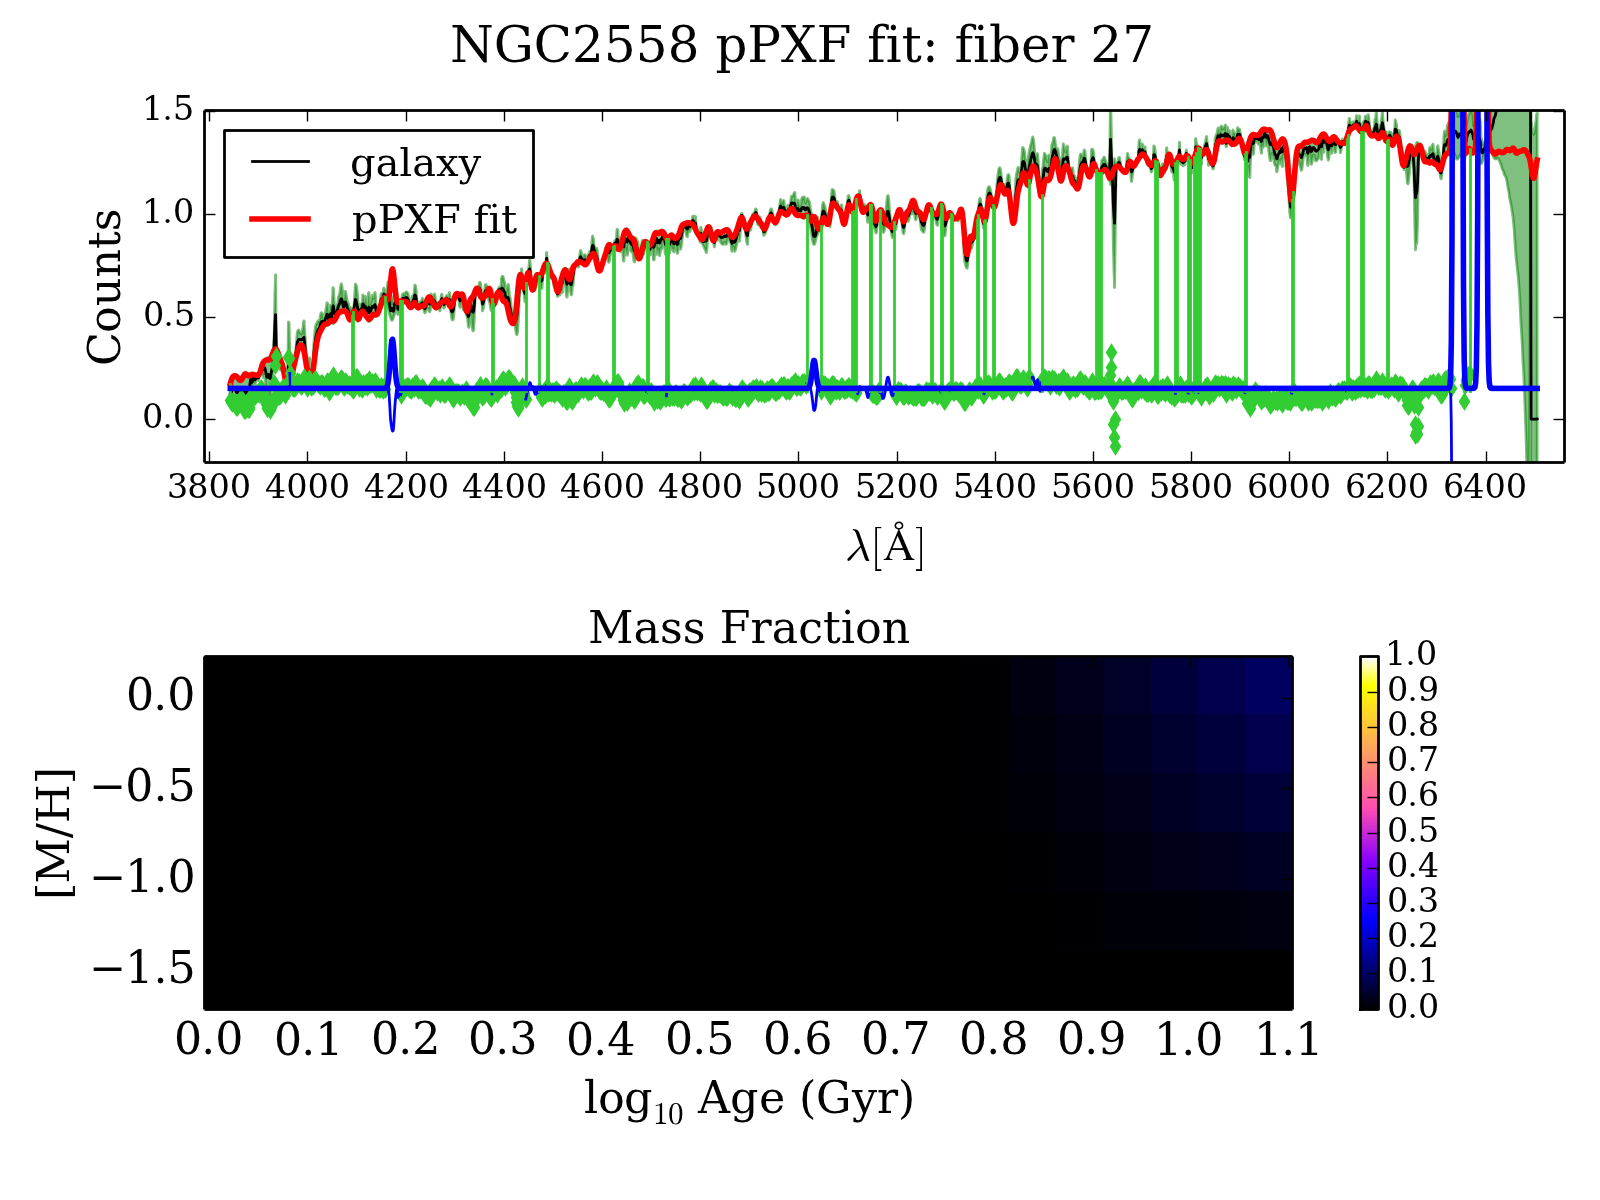 NGC2558 pPXF fit: fiber 27
1.5
1.0
0.5
0.0
Counts
galaxy
pPXF fit
3800 4000 4200 4400 4600 4800 5000 5200 5400 5600 5800 6000 6200 6400
λ[Å]
Mass Fraction
0.0
−0.5
−1.0
−1.5
[M/H]
0.0 0.1 0.2 0.3 0.4 0.5 0.6 0.7 0.8 0.9 1.0 1.1
log₁₀ Age (Gyr)
1.0
0.9
0.8
0.7
0.6
0.5
0.4
0.3
0.2
0.1
0.0